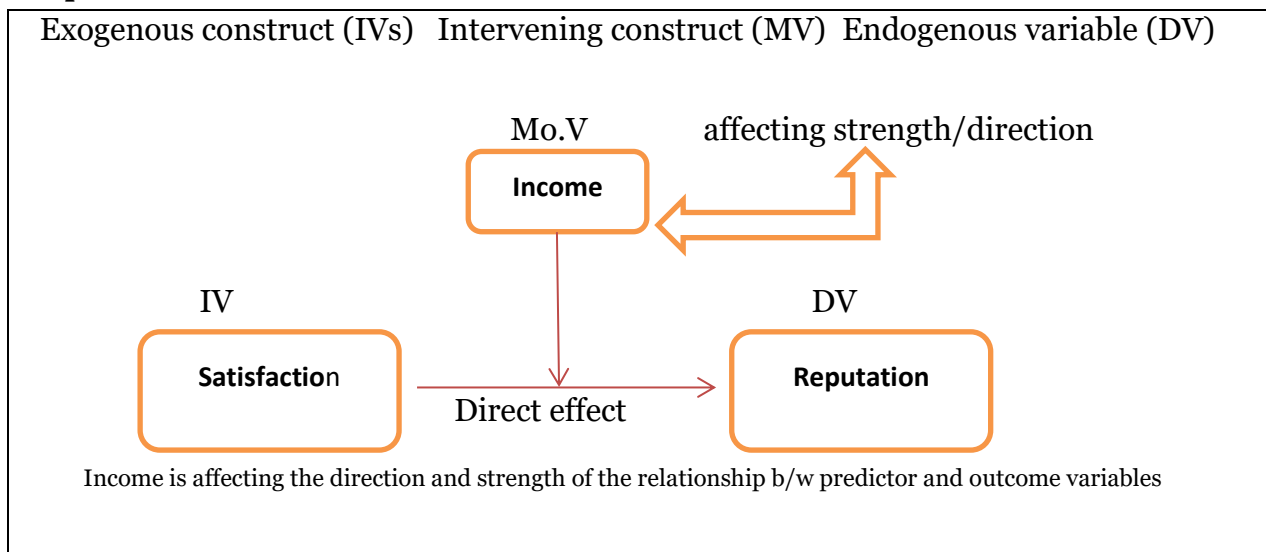 Exogenous construct (IVs) Intervening construct (MV) Endogenous variable (DV)
Mo.V affecting strength/direction
Income
IV DV
Satisfaction Reputation
Direct effect
Income is affecting the direction and strength of the relationship b/w predictor and outcome variables